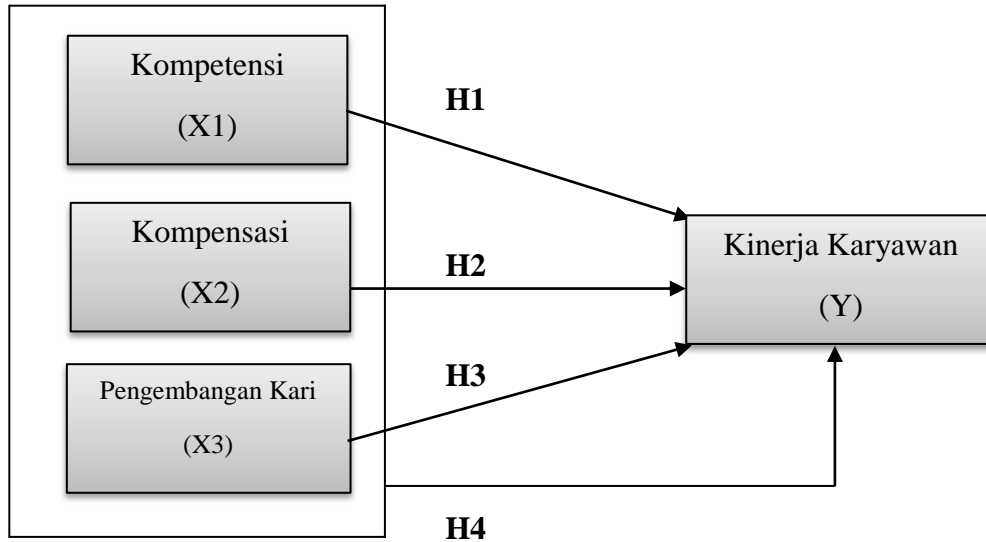 Kompetensi
(X1)
H1
Kompensasi
(X2)
H2
Kinerja Karyawan
(Y)
Pengembangan Kari
(X3)
H3
H4